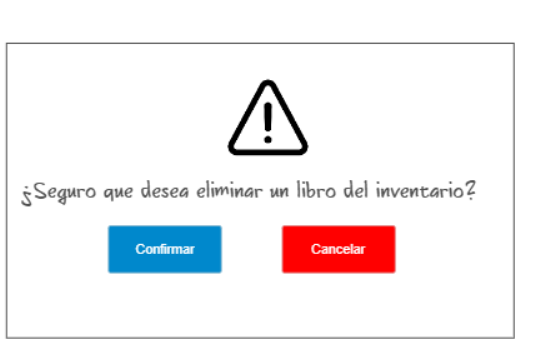 ¿Seguro que desea eliminar un libro del inventario?
Confirmar
Cancelar